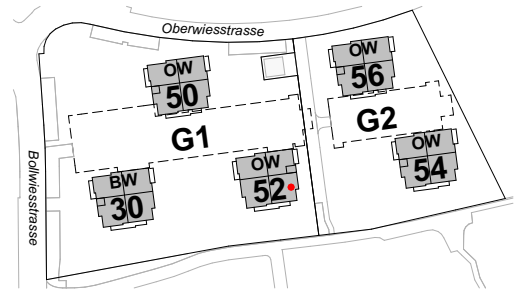 Oberwiesstrasse
OW
50
OW
56
G1
G2
BW
30
OW
52
OW
54
Bollwiesstrasse